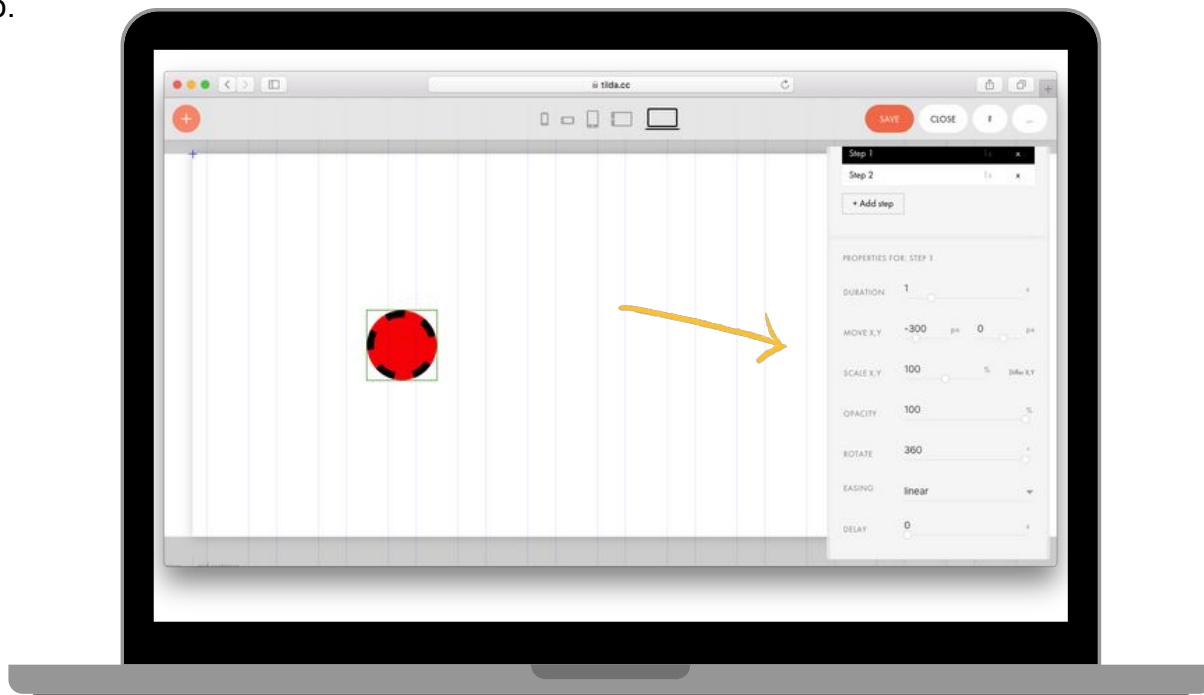 o.
tilda.cc
SAVE CLOSE
Step 1 x
Step 2 x
+ Add step
PROPERTIES FOR: STEP 1
DURATION 1
MOVE X,Y -300 px 0 px
SCALE X,Y 100 % Differ X,Y
OPACITY 100 %
ROTATE 360 °
EASING linear
DELAY 0